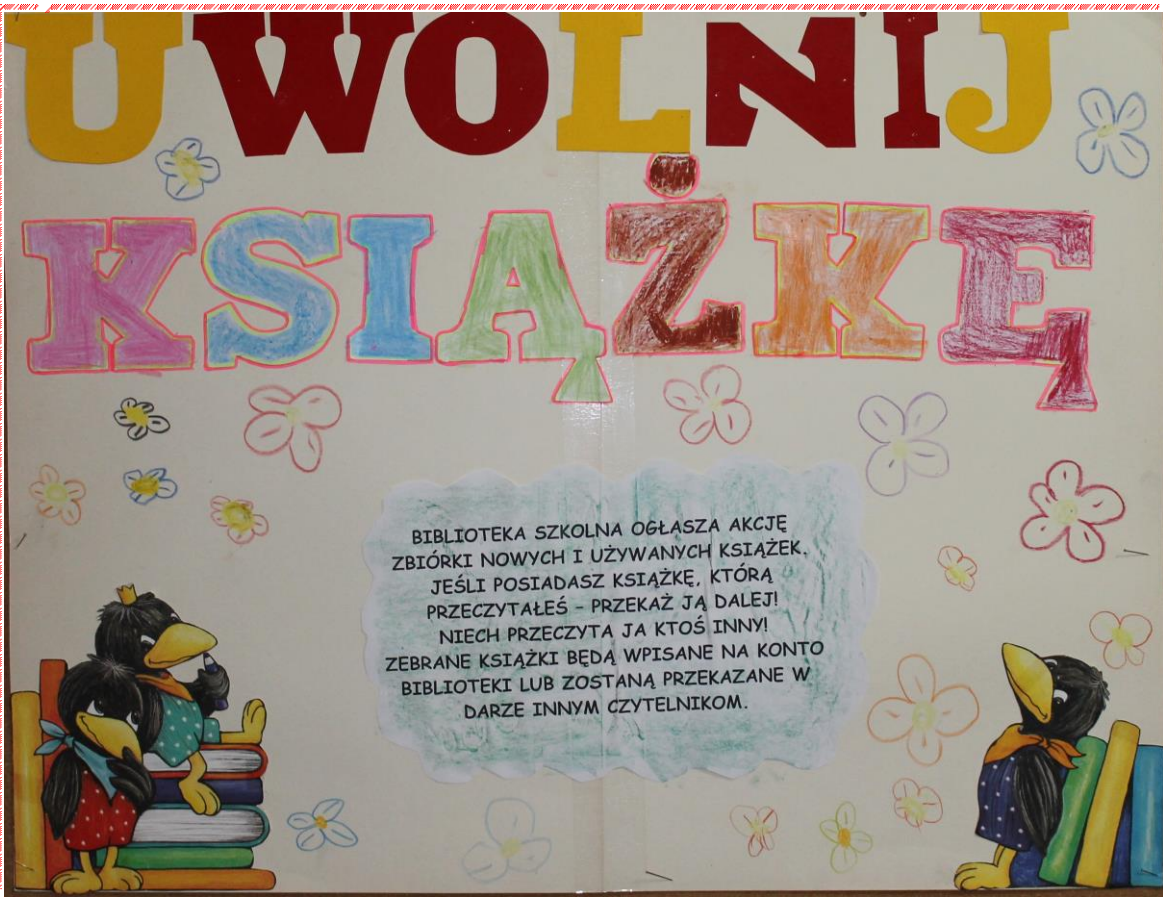 UWOLNIJ
KSIĄŻKĘ
BIBLIOTEKA SZKOLNA OGŁASZA AKCJĘ
ZBIÓRKI NOWYCH I UŻYWANYCH KSIĄŻEK.
JEŚLI POSIADASZ KSIĄŻKĘ, KTÓRĄ
PRZECZYTAŁEŚ - PRZEKAŻ JĄ DALEJ!
NIECH PRZECZYTA JA KTOŚ INNY!
ZEBRANE KSIĄŻKI BĘDĄ WPISANE NA KONTO
BIBLIOTEKI LUB ZOSTANĄ PRZEKAZANE W
DARZE INNYM CZYTELNIKOM.